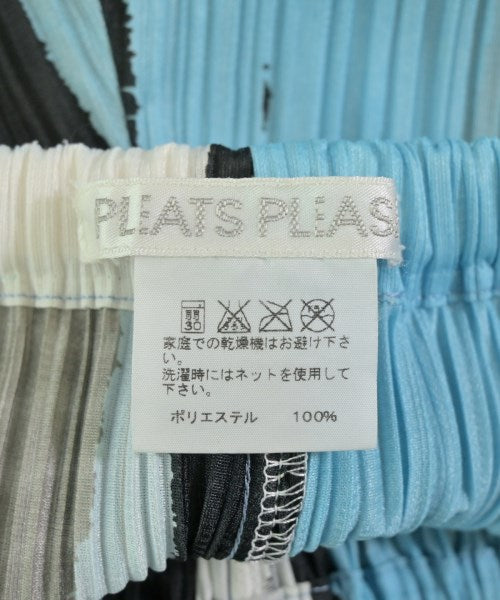 PLEATS PLEAS
弱
30
家庭での乾燥機はお避け下さ
い。
洗濯時にはネットを使用して
下さい。
ポリエステル 100%